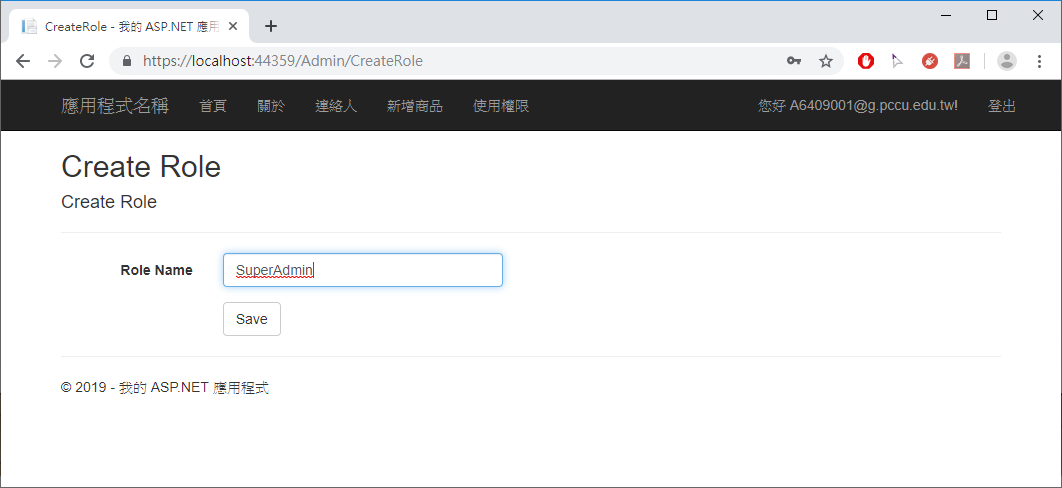 CreateRole - 我的 ASP.NET 應用
https://localhost:44359/Admin/CreateRole
應用程式名稱 首頁 關於 連絡人 新增商品 使用權限 您好 A6409001@g.pccu.edu.tw! 登出
Create Role
Create Role
Role Name SuperAdmin
Save
© 2019 - 我的 ASP.NET 應用程式